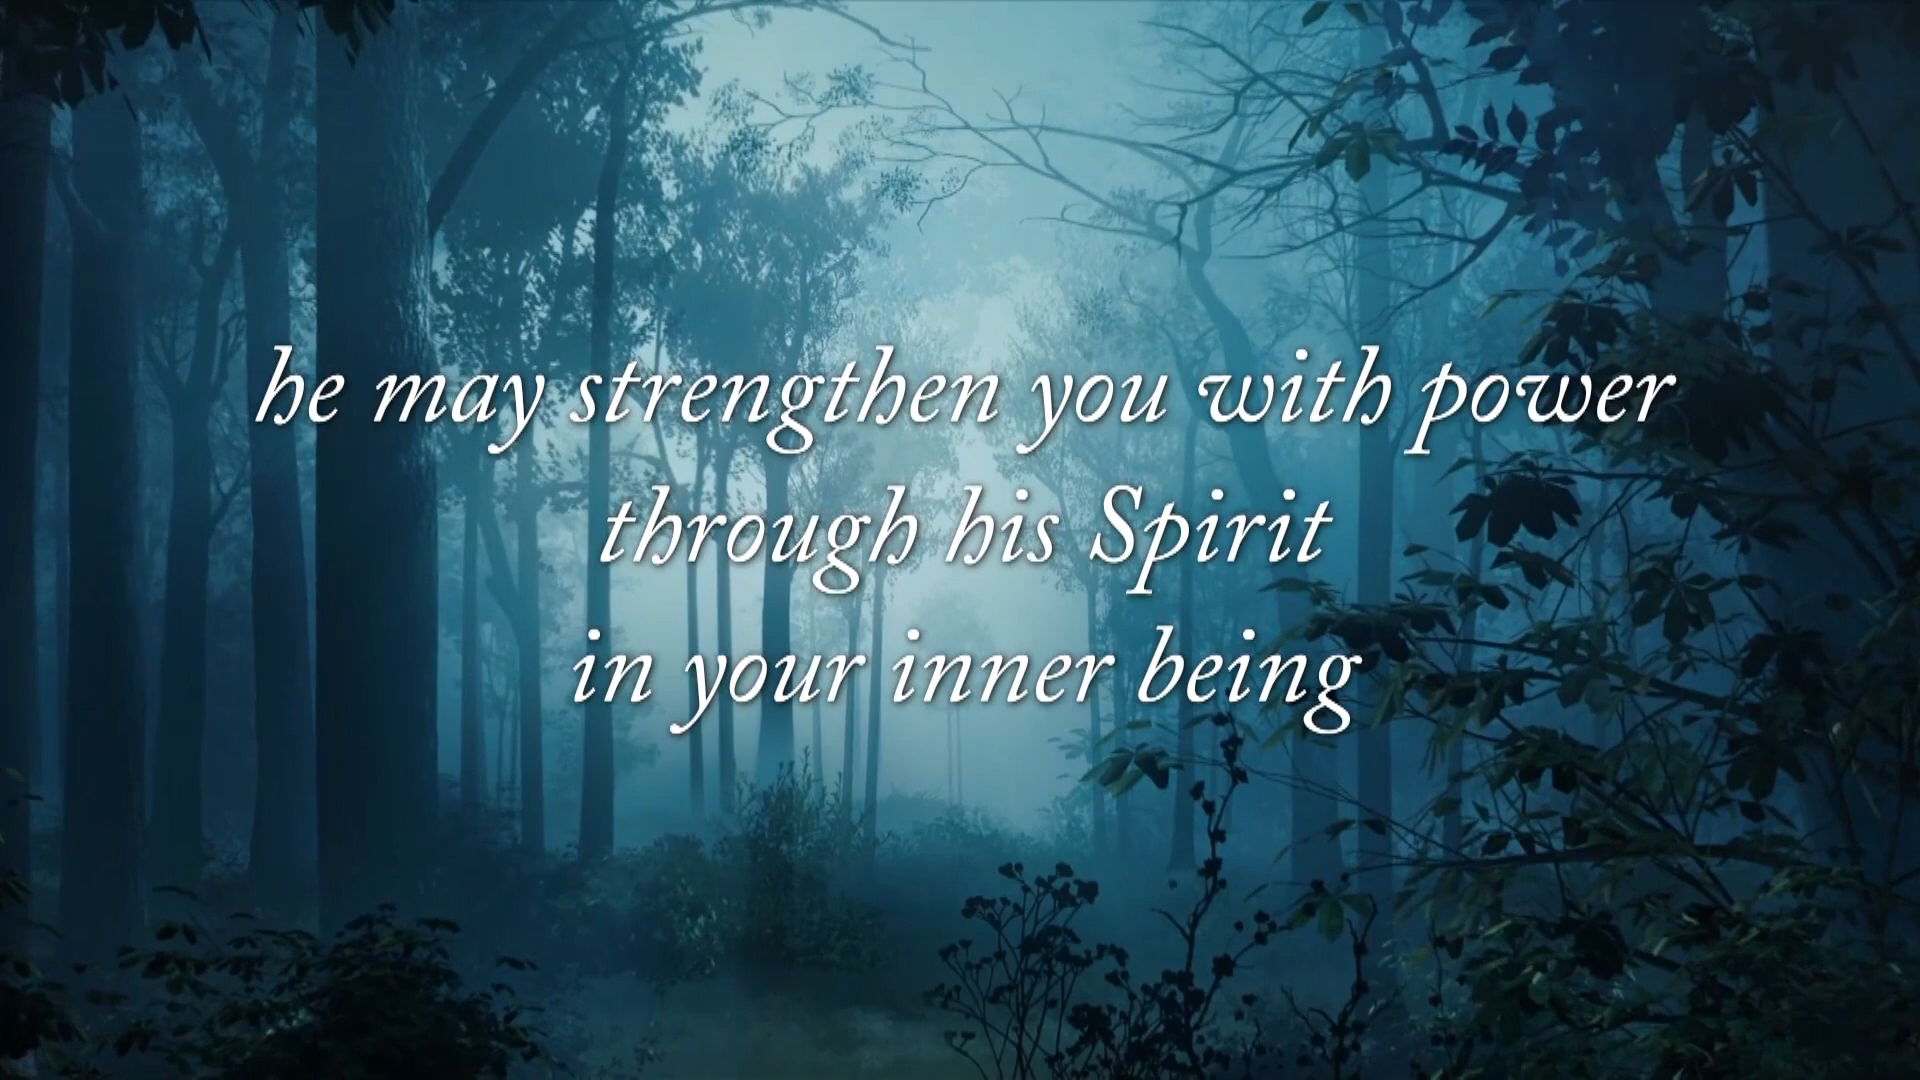 he may strengthen you with power
through his Spirit
in your inner being